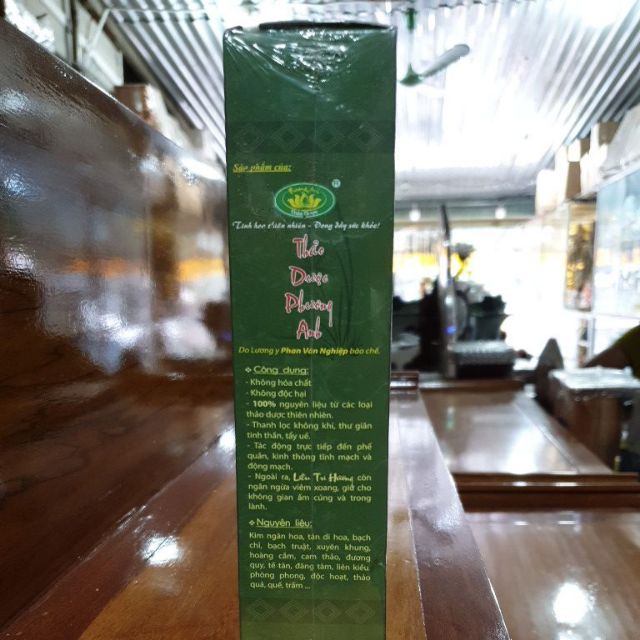 Sản phẩm của:
®
Tinh hoa thiên nhiên - Đong đầy sức khỏe!
Thảo
Dược
Phương
Anh
Do Lương y Phan Văn Nghiệp bào chế.
Công dụng:
- Không hóa chất
- Không độc hại
- 100% nguyên liệu từ các loại
thảo dược thiên nhiên.
- Thanh lọc không khí, thư giãn
tinh thần, tẩy uế.
- Tác động trực tiếp đến phế
quản, kinh thông tĩnh mạch và
động mạch.
- Ngoài ra, Liên Tu Hương còn
ngăn ngừa viêm xoang, giữ cho
không gian ấm cúng và trong
lành.
Nguyên liệu:
Kim ngân hoa, tân di hoa, bạch
chỉ, bạch truật, xuyên khung,
hoàng cầm, cam thảo, đương
quy, tế tân, đảng sâm, liên kiều,
phòng phong, độc hoạt, thảo
quả, quế, trầm ...